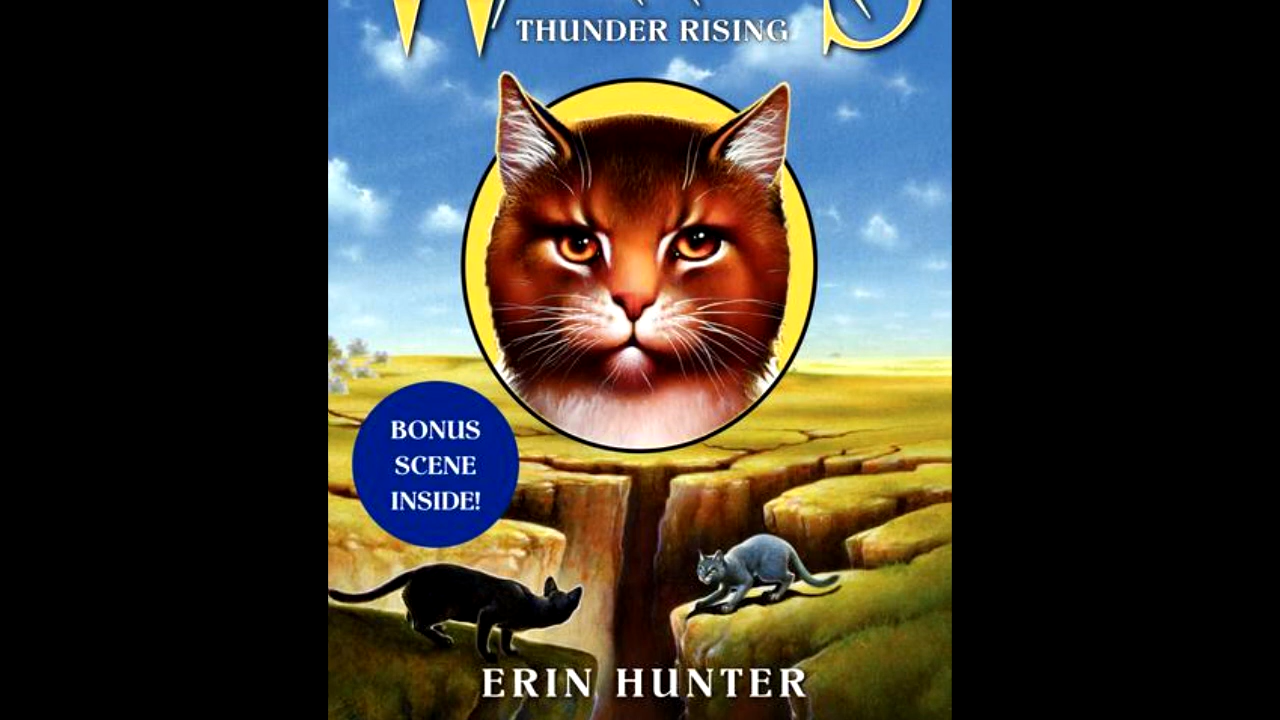 THUNDER RISING
BONUS
SCENE
INSIDE!
ERIN HUNTER